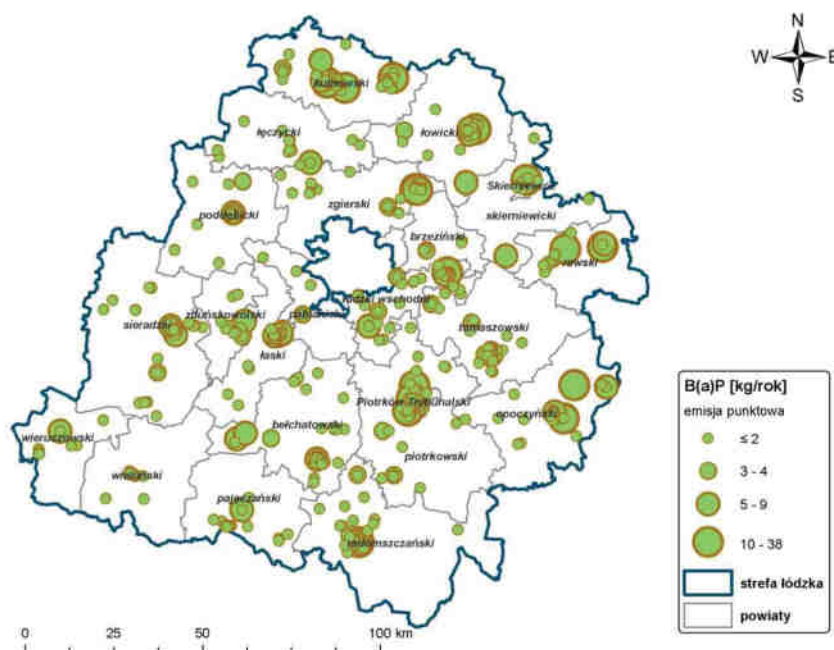 N
W E
S
kutnowski
łęczycki
łowicki
Skierniewice
zgierski
skierniewicki
poddębicki
brzeziński
rawski
łódzki wschodni
zduńskowolski
pabianicki
sieradzki
tomaszowski
łaski
Piotrków Trybunalski
opoczyński
bełchatowski
wieruszowski
piotrkowski
wieluński
pajęczański
radomszczański
B(a)P [kg/rok]
emisja punktowa
≤ 2
3 - 4
5 - 9
10 - 38
strefa łódzka
powiaty
0 50 100 km